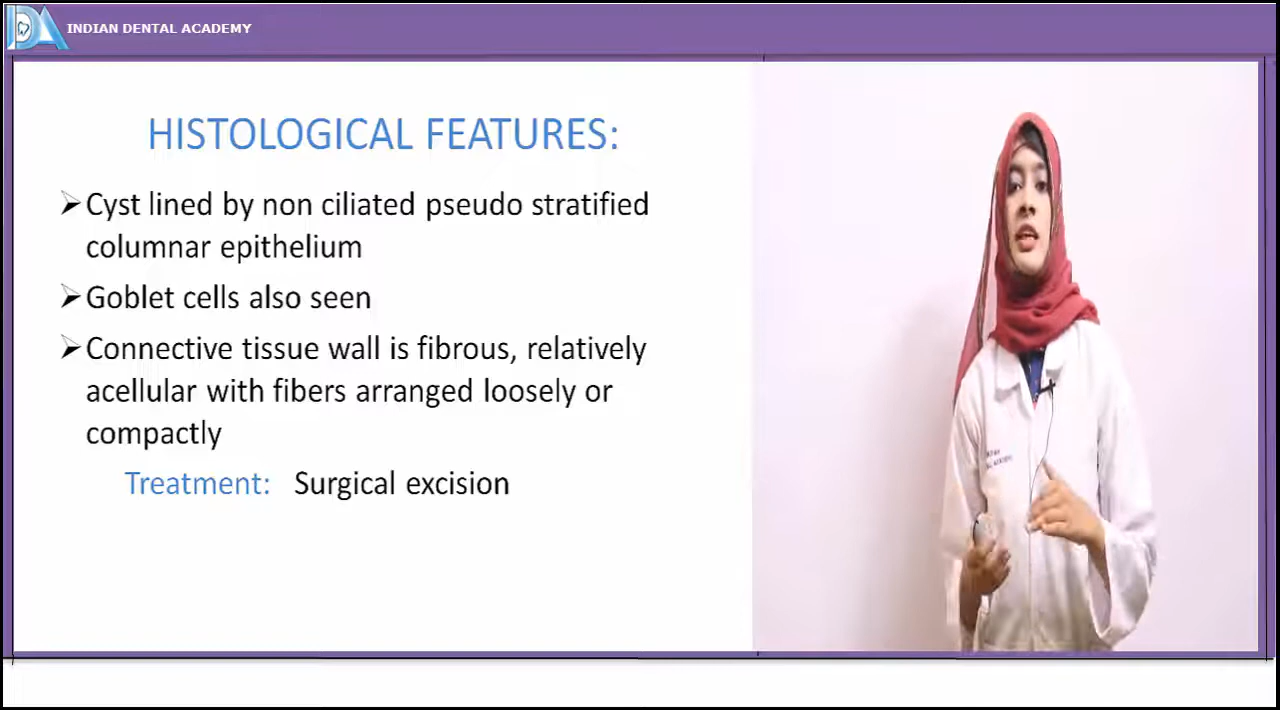 INDIAN DENTAL ACADEMY
HISTOLOGICAL FEATURES:
➢Cyst lined by non ciliated pseudo stratified
columnar epithelium
➢Goblet cells also seen
➢Connective tissue wall is fibrous, relatively
acellular with fibers arranged loosely or
compactly
Treatment: Surgical excision